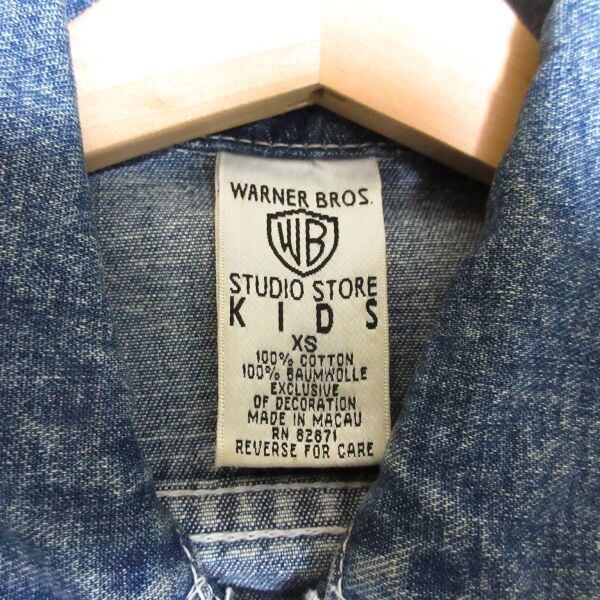 WARNER BROS.
WB
STUDIO STORE
KIDS
XS
100% COTTON
100% BAUMWOLLE
EXCLUSIVE
OF DECORATION
MADE IN MACAU
RN 82871
REVERSE FOR CARE